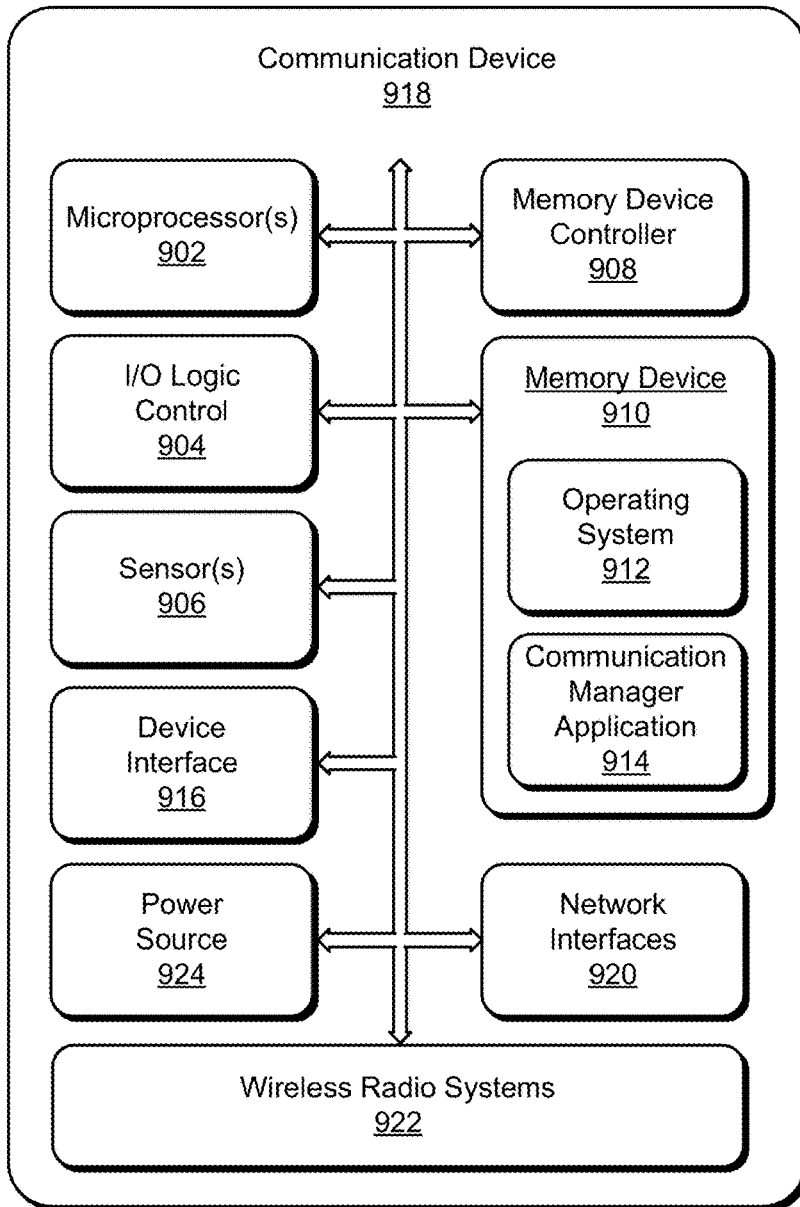 Communication Device
918
Microprocessor(s)
902
Memory Device
Controller
908
I/O Logic
Control
904
Memory Device
910
Operating
System
912
Sensor(s)
906
Communication
Manager
Application
914
Device
Interface
916
Power
Source
924
Network
Interfaces
920
Wireless Radio Systems
922